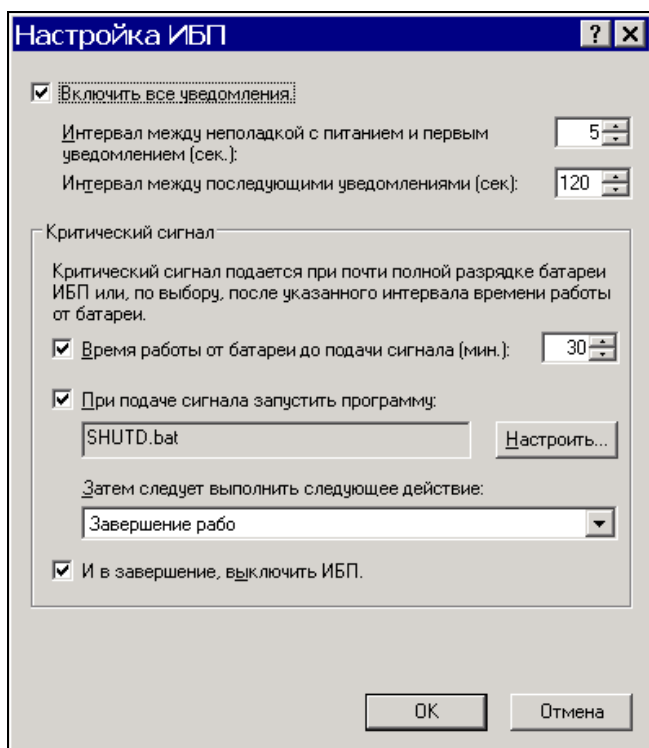 Настройка ИБП
Включить все уведомления.
Интервал между неполадкой с питанием и первым
уведомлением (сек.):
5
Интервал между последующими уведомлениями (сек):
120
Критический сигнал
Критический сигнал подается при почти полной разрядке батареи
ИБП или, по выбору, после указанного интервала времени работы
от батареи.
Время работы от батареи до подачи сигнала (мин.):
30
При подаче сигнала запустить программу:
SHUTD.bat
Настроить...
Затем следует выполнить следующее действие:
Завершение рабо
И в завершение, выключить ИБП.
OK
Отмена